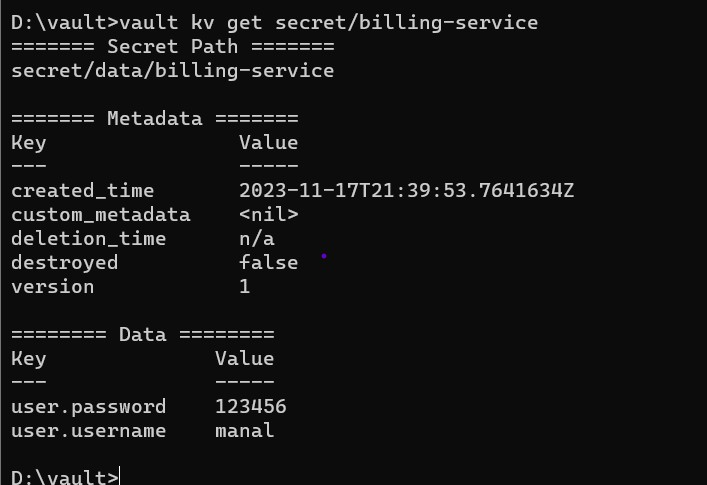 D:\vault>vault kv get secret/billing-service
======= Secret Path =======
secret/data/billing-service
======= Metadata =======
Key                Value
---                -----
created_time       2023-11-17T21:39:53.7641634Z
custom_metadata    <nil>
deletion_time      n/a
destroyed          false
version            1
======== Data ========
Key              Value
---              -----
user.password    123456
user.username    manal
D:\vault>